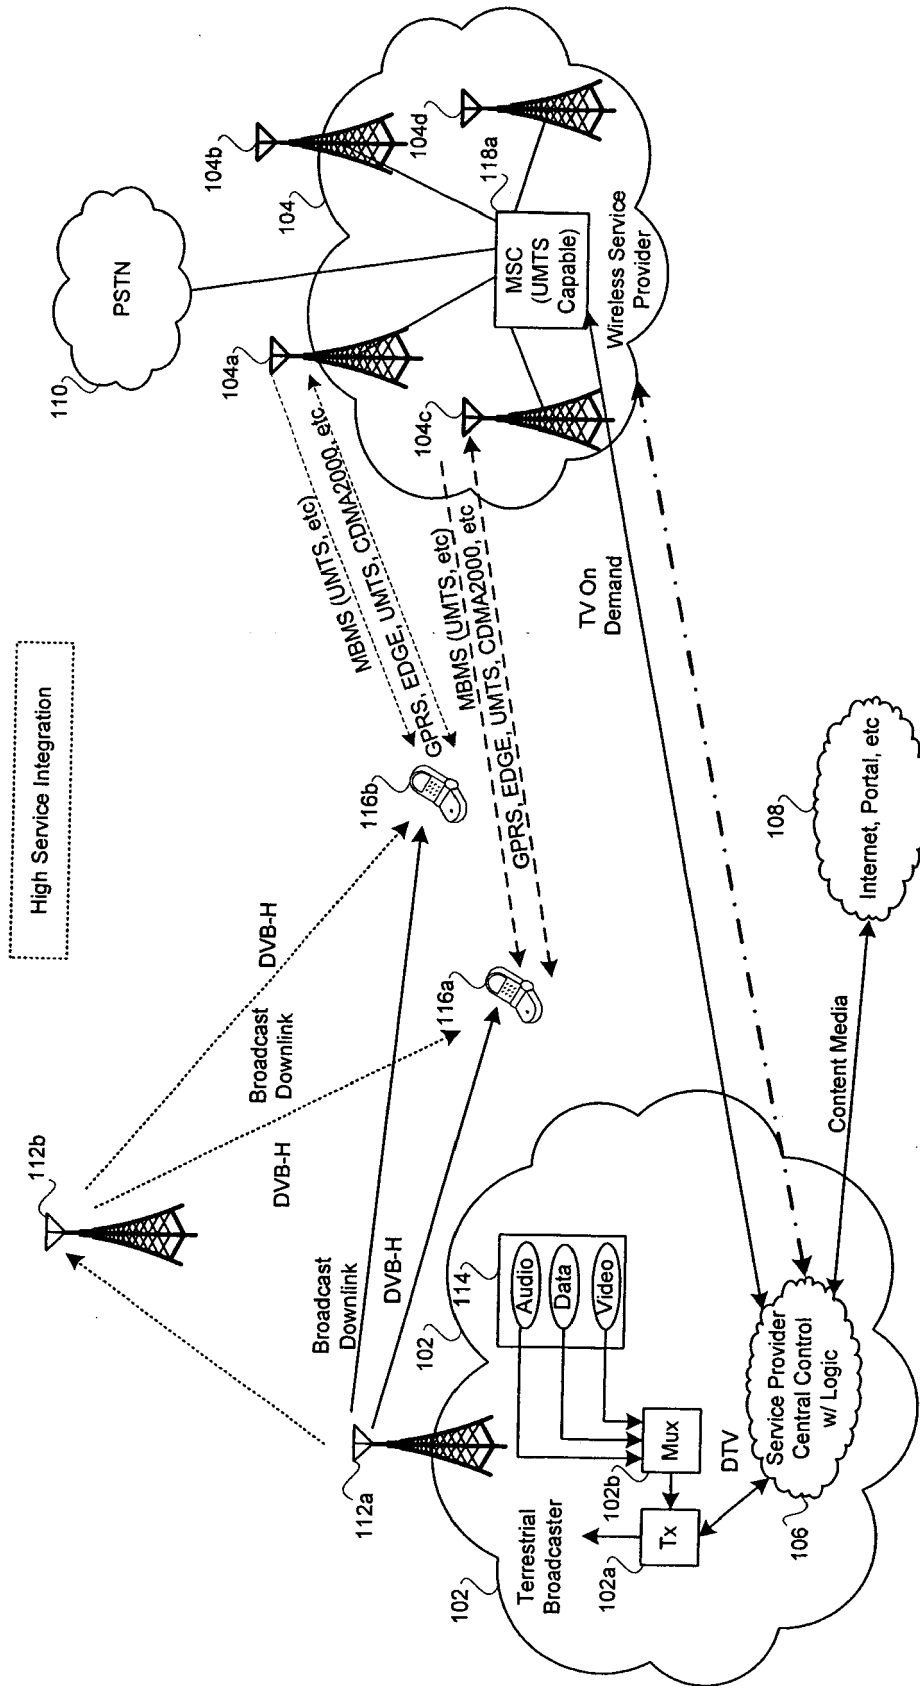 High Service Integration
112b
PSTN
110
104b
104
104a
104d
118a
MSC
(UMTS
Capable)
104c
Wireless Service
Provider
MBMS (UMTS, etc)
GPRS, EDGE, UMTS, CDMA2000, etc.
MBMS (UMTS, etc)
GPRS, EDGE, UMTS, CDMA2000, etc
116b
116a
DVB-H
Broadcast
Downlink
DVB-H
Broadcast
Downlink
DVB-H
112a
TV On
Demand
102
114
Audio
Data
Video
Mux
102b
Tx
102a
Terrestrial
Broadcaster
102
DTV
Service Provider
Central Control
w/ Logic
106
Content Media
108
Internet, Portal, etc